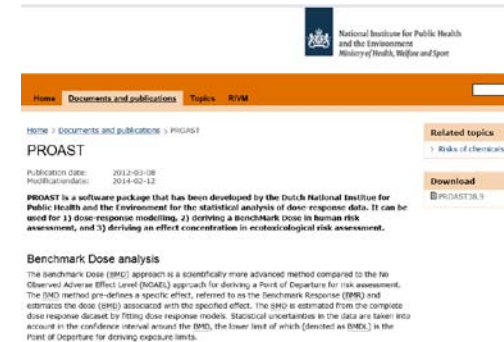 National Institute for Public Health
and the Environment
Ministry of Health, Welfare and Sport
Home Documents and publications Topics RIVM
Home > Documents and publications > PROAST
PROAST
Publication date: 2012-03-08
Modificationdate: 2014-02-12
PROAST is a software package that has been developed by the Dutch National Institue for
Public Health and the Environment for the statistical analysis of dose response data. It can be
used for 1) dose-response modelling, 2) deriving a BenchMark Dose in human risk
assessment, and 3) deriving an effect concentration in ecotoxicological risk assessment.
Benchmark Dose analysis
The Benchmark Dose (BMD) approach is a scientifically more advanced method compared to the No
Observed Adverse Effect Level (NOAEL) approach for deriving a Point of Departure for risk assessment.
The BMD method pre-defines a specific effect, referred to as the Benchmark Response (BMR) and
estimates the dose (BMD) associated with the specified effect. The BMD is estimated from the complete
dose response dataset by fitting dose response models. Statistical uncertainties in the data are taken into
account in the confidence interval around the BMD, the lower limit of which (denoted as BMDL) is the
Point of Departure for deriving exposure limits.
Related topics
> Risks of chemicals
Download
PROAST38.9